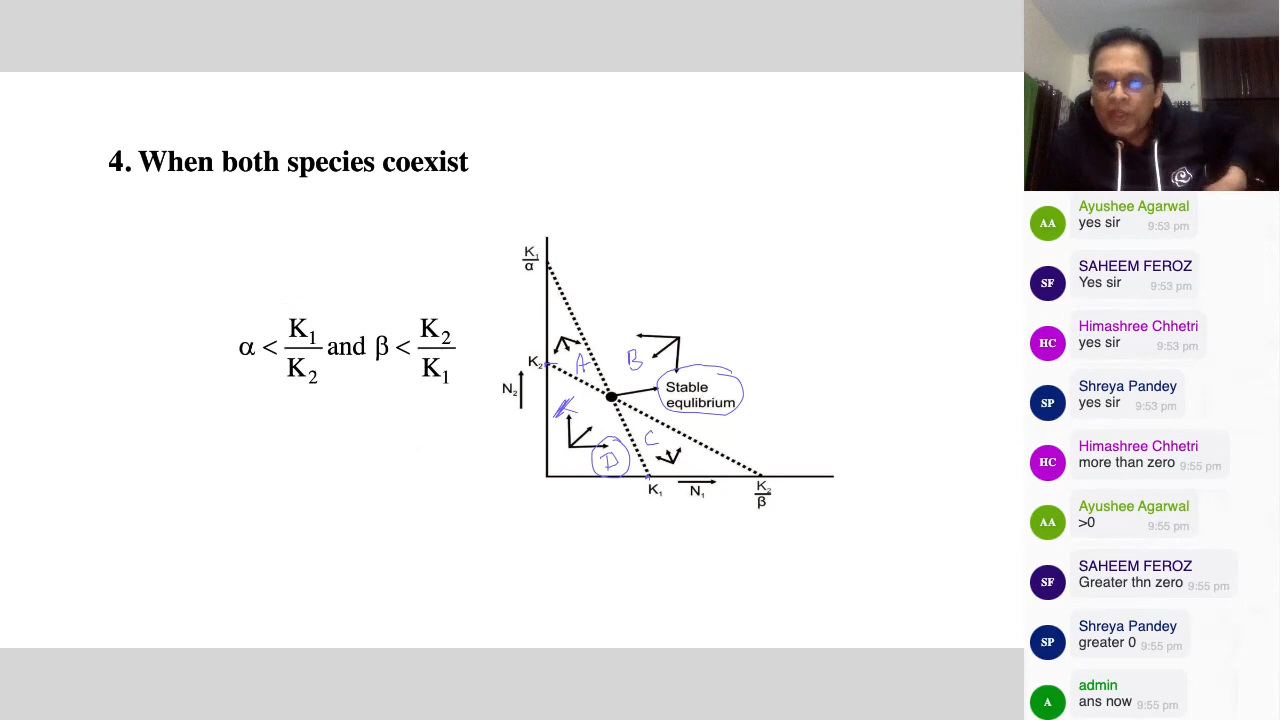 4. When both species coexist
α < K₁/K₂ and β < K₂/K₁
K₁/α
K₂
N₂
A
B
Stable
equlibrium
C
D
K₁
N₁
K₂/β
AA
Ayushee Agarwal
yes sir 9:53 pm
SF
SAHEEM FEROZ
Yes sir 9:53 pm
HC
Himashree Chhetri
yes sir 9:53 pm
SP
Shreya Pandey
yes sir 9:53 pm
HC
Himashree Chhetri
more than zero 9:55 pm
AA
Ayushee Agarwal
>0 9:55 pm
SF
SAHEEM FEROZ
Greater thn zero 9:55 pm
SP
Shreya Pandey
greater 0 9:55 pm
A
admin
ans now 9:55 pm